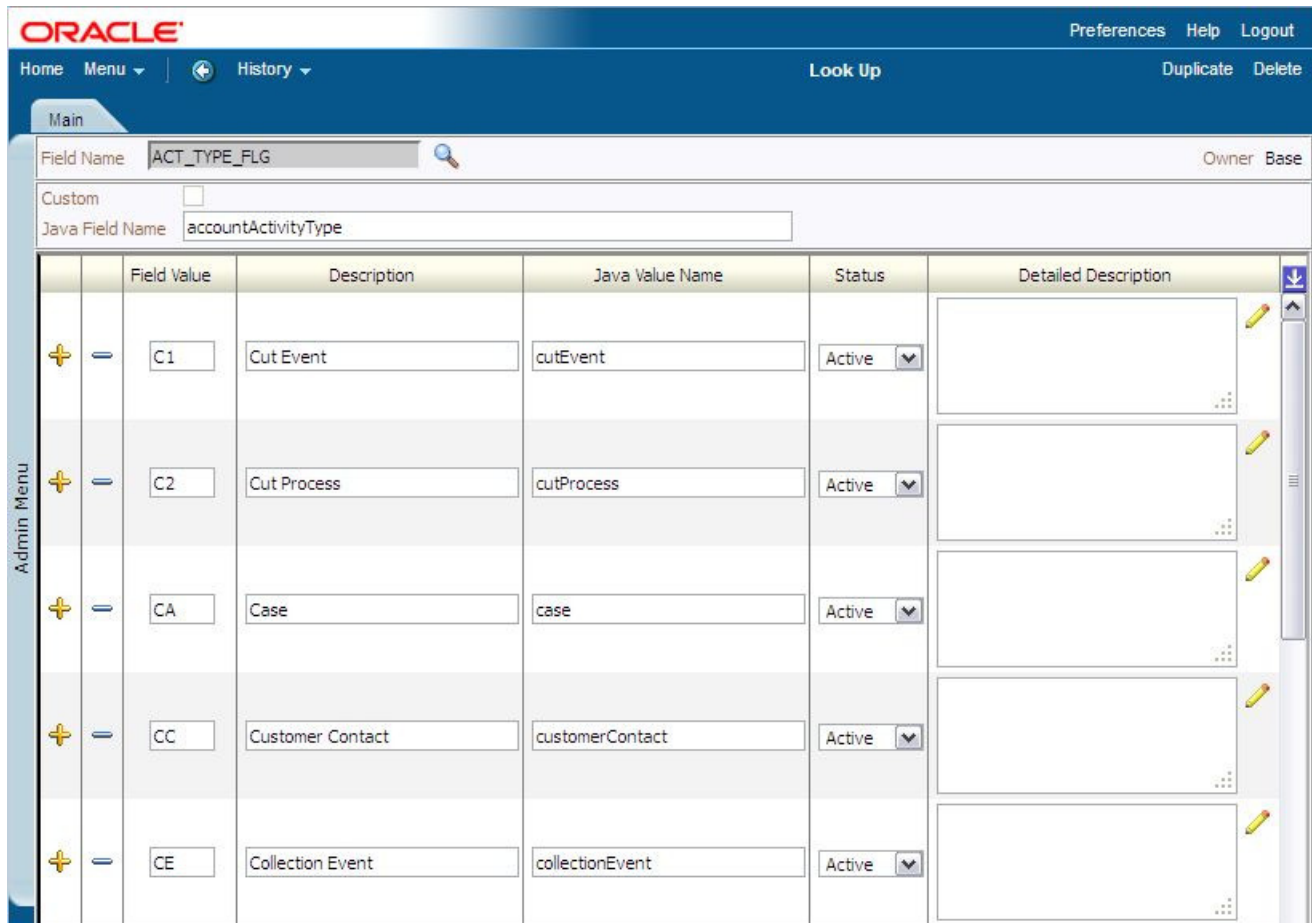 ORACLE
Preferences Help Logout
Home Menu History Look Up Duplicate Delete
Main
Field Name ACT_TYPE_FLG Owner Base
Custom
Java Field Name accountActivityType
Field Value Description Java Value Name Status Detailed Description
C1 Cut Event cutEvent Active
C2 Cut Process cutProcess Active
CA Case case Active
CC Customer Contact customerContact Active
CE Collection Event collectionEvent Active
Admin Menu